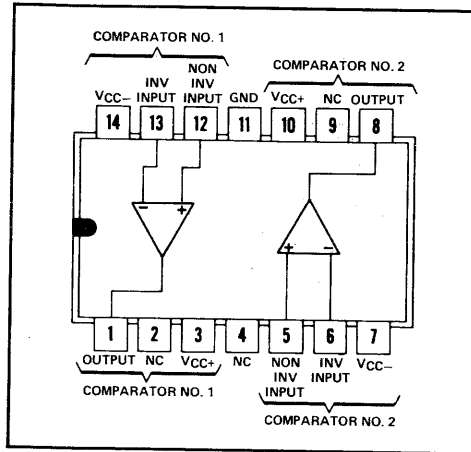 COMPARATOR NO. 1
COMPARATOR NO. 2
NON
INV INV
INPUT INPUT GND VCC+ NC OUTPUT
VCC−
14 13 12 11 10 9 8
− +
+ −
1 2 3 4 5 6 7
OUTPUT NC VCC+ NC NON INV VCC−
INV INPUT
INPUT
COMPARATOR NO. 1
COMPARATOR NO. 2